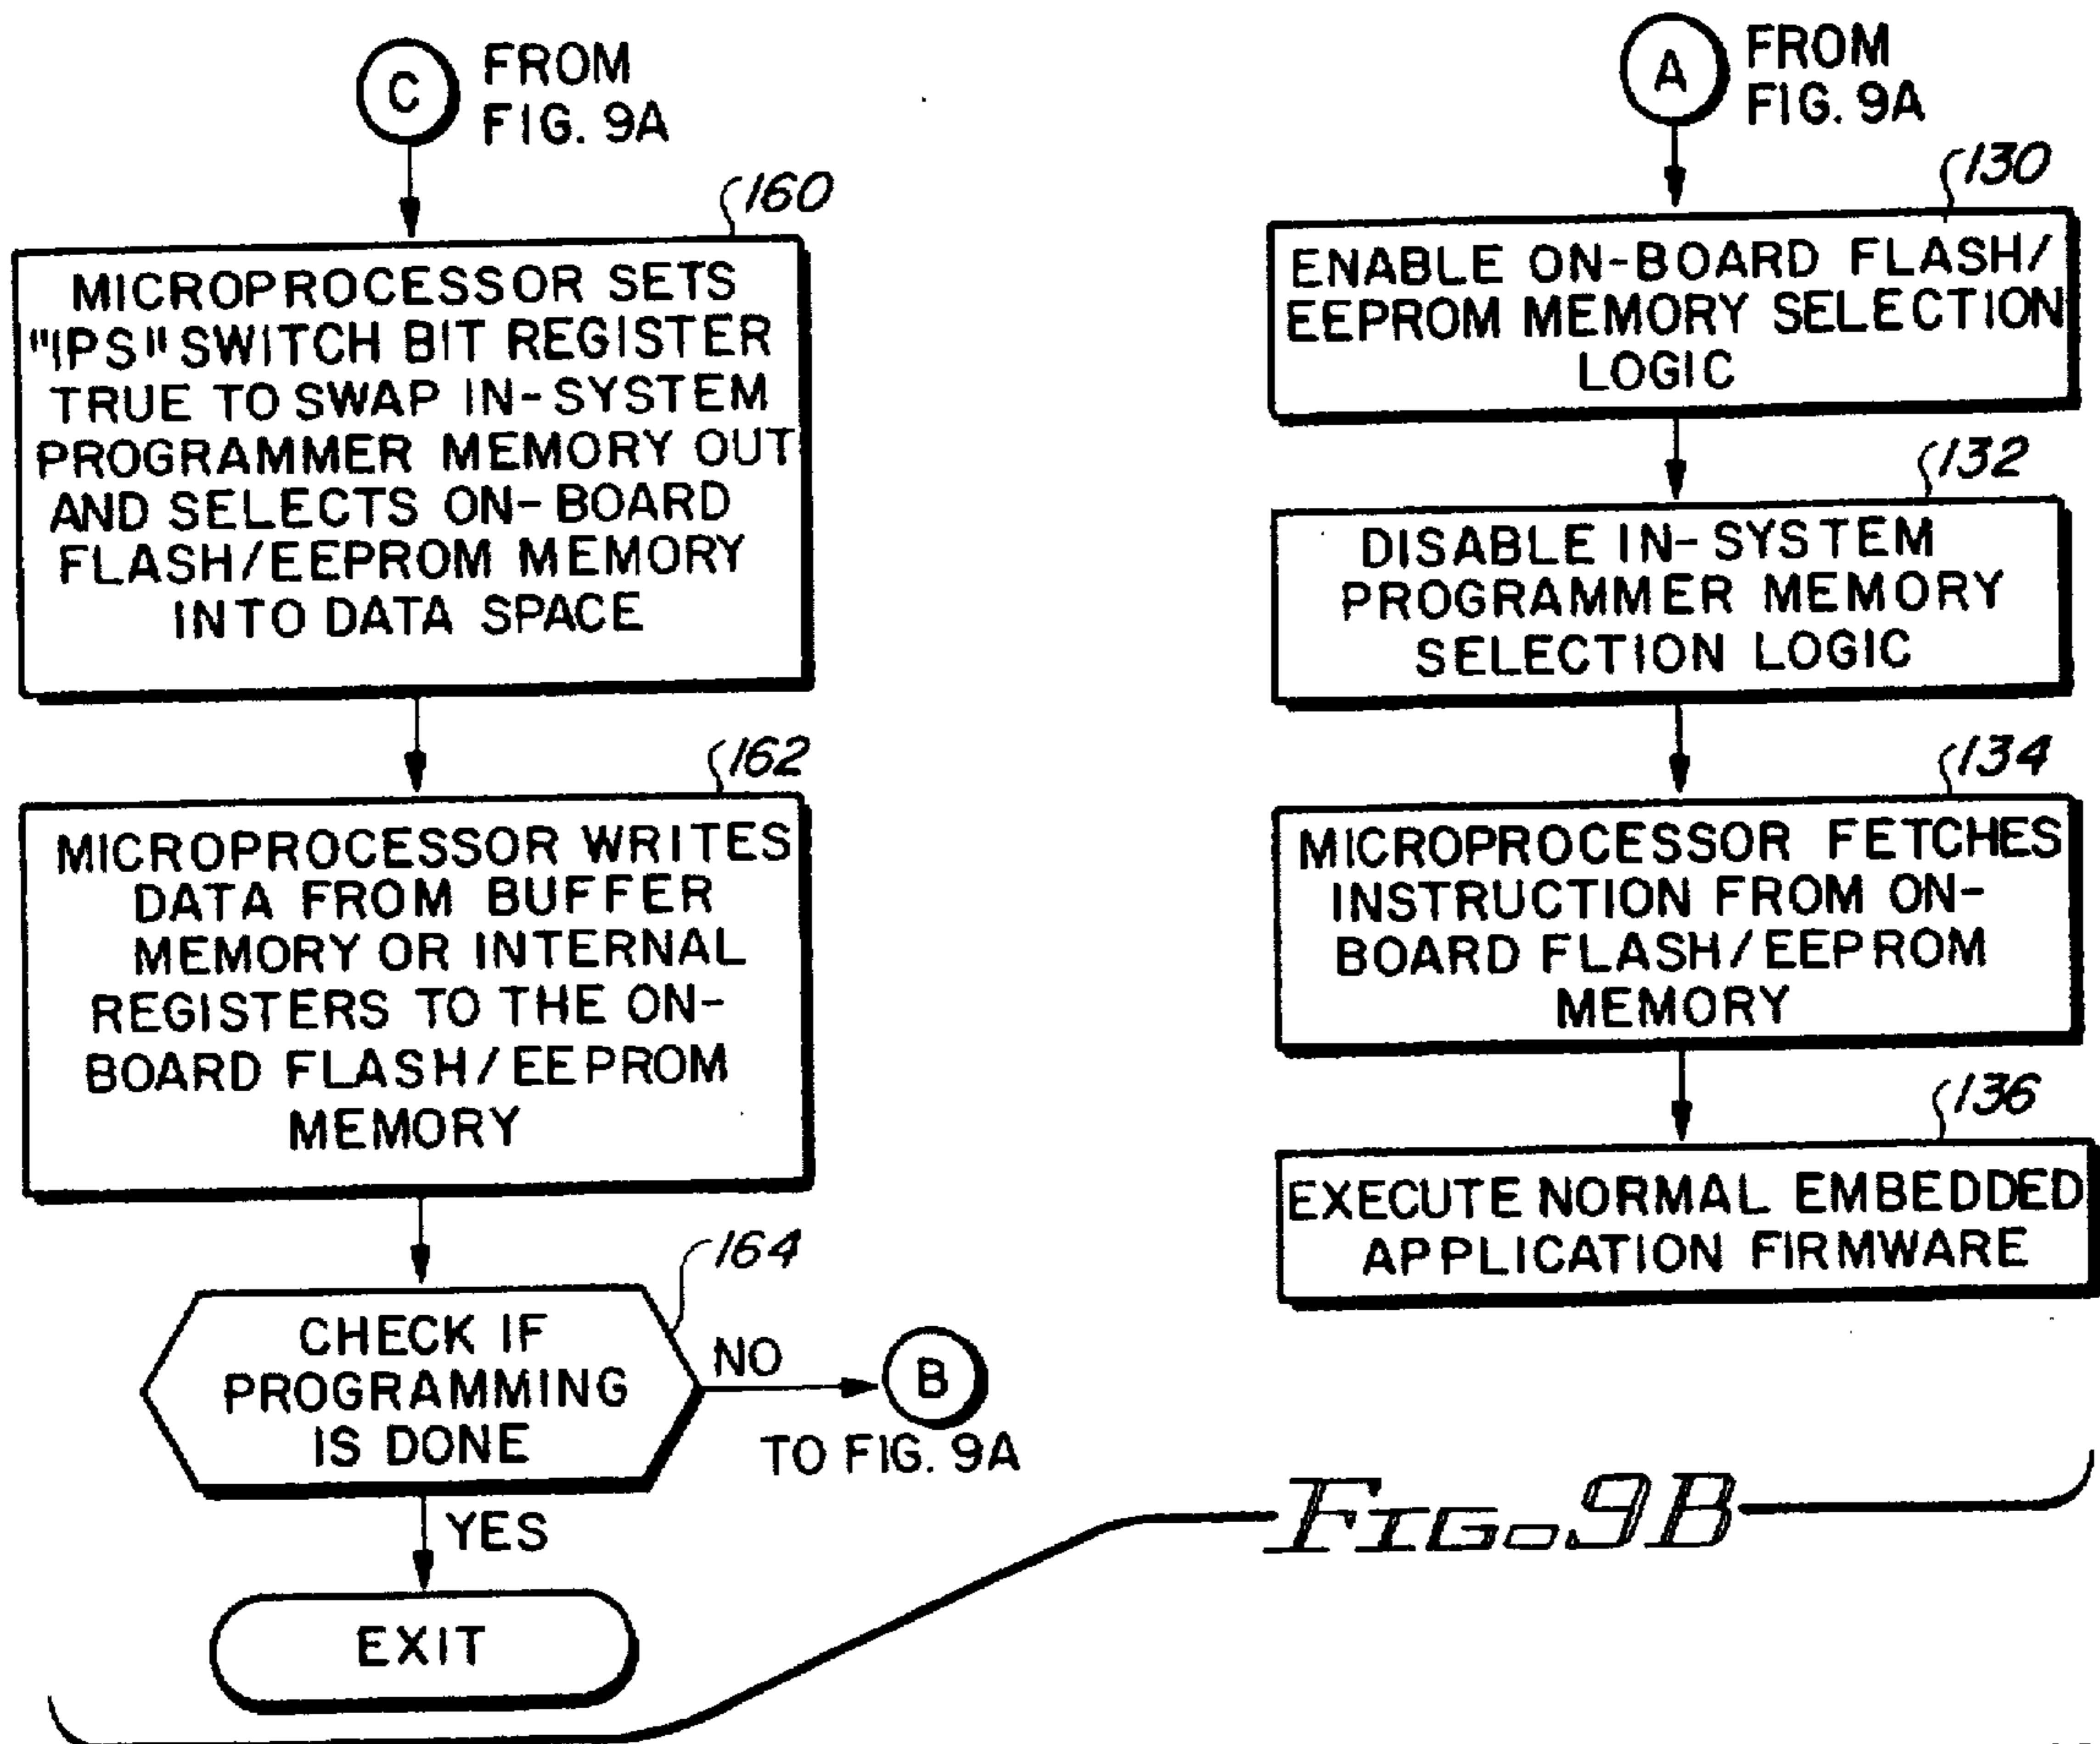 C
FROM
FIG. 9A
160
MICROPROCESSOR SETS
"IPS" SWITCH BIT REGISTER
TRUE TO SWAP IN-SYSTEM
PROGRAMMER MEMORY OUT
AND SELECTS ON-BOARD
FLASH/EEPROM MEMORY
INTO DATA SPACE
162
MICROPROCESSOR WRITES
DATA FROM BUFFER
MEMORY OR INTERNAL
REGISTERS TO THE ON-
BOARD FLASH/EEPROM
MEMORY
164
CHECK IF
PROGRAMMING
IS DONE
NO
B
TO FIG. 9A
YES
EXIT
A
FROM
FIG. 9A
130
ENABLE ON-BOARD FLASH/
EEPROM MEMORY SELECTION
LOGIC
132
DISABLE IN-SYSTEM
PROGRAMMER MEMORY
SELECTION LOGIC
134
MICROPROCESSOR FETCHES
INSTRUCTION FROM ON-
BOARD FLASH/EEPROM
MEMORY
136
EXECUTE NORMAL EMBEDDED
APPLICATION FIRMWARE
FIG. 9B